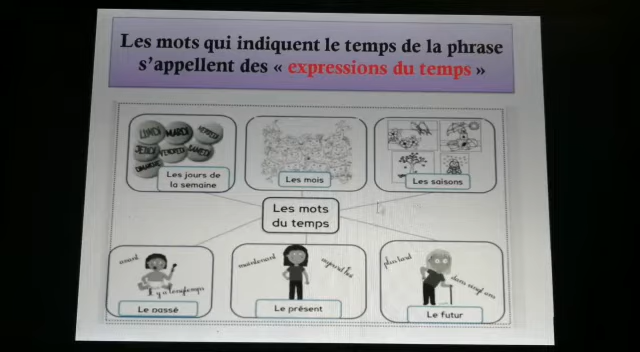 Les mots qui indiquent le temps de la phrase
s'appellent des « expressions du temps »
LUNDI MARDI MERCREDI
JEUDI VENDREDI SAMEDI
DIMANCHE
Les jours de
la semaine
Les mois
Les saisons
Les mots
du temps
avant
Il y a longtemps
Le passé
maintenant
aujourd'hui
Le présent
plus tard
dans vingt ans
Le futur